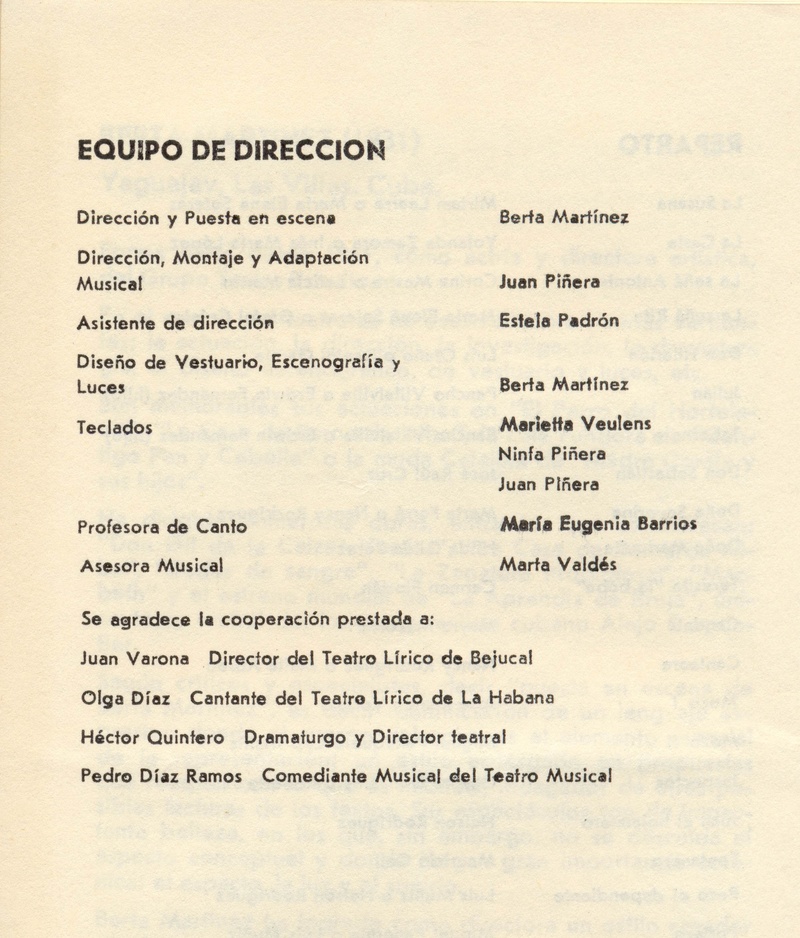 EQUIPO DE DIRECCION
Dirección y Puesta en escena Berta Martínez
Dirección, Montaje y Adaptación
Musical Juan Piñera
Asistente de dirección Estela Padrón
Diseño de Vestuario, Escenografía y
Luces Berta Martínez
Teclados Marietta Veulens
Ninfa Piñera
Juan Piñera
Profesora de Canto María Eugenia Barrios
Asesora Musical Marta Valdés
Se agradece la cooperación prestada a:
Juan Varona Director del Teatro Lírico de Bejucal
Olga Díaz Cantante del Teatro Lírico de La Habana
Héctor Quintero Dramaturgo y Director teatral
Pedro Díaz Ramos Comediante Musical del Teatro Musical